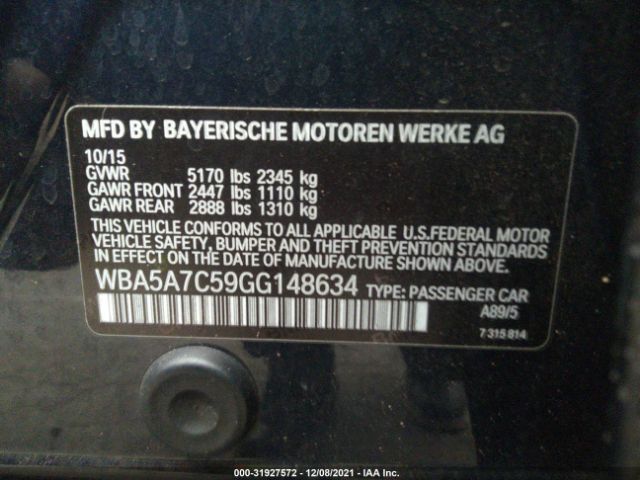 MFD BY BAYERISCHE MOTOREN WERKE AG
10/15
GVWR 5170 lbs 2345 kg
GAWR FRONT 2447 lbs 1110 kg
GAWR REAR 2888 lbs 1310 kg
THIS VEHICLE CONFORMS TO ALL APPLICABLE U.S.FEDERAL MOTOR
VEHICLE SAFETY, BUMPER AND THEFT PREVENTION STANDARDS
IN EFFECT ON THE DATE OF MANUFACTURE SHOWN ABOVE.
WBA5A7C59GG148634 TYPE: PASSENGER CAR
A89/5
7 315 814
000-31927572 - 12/08/2021 - IAA Inc.